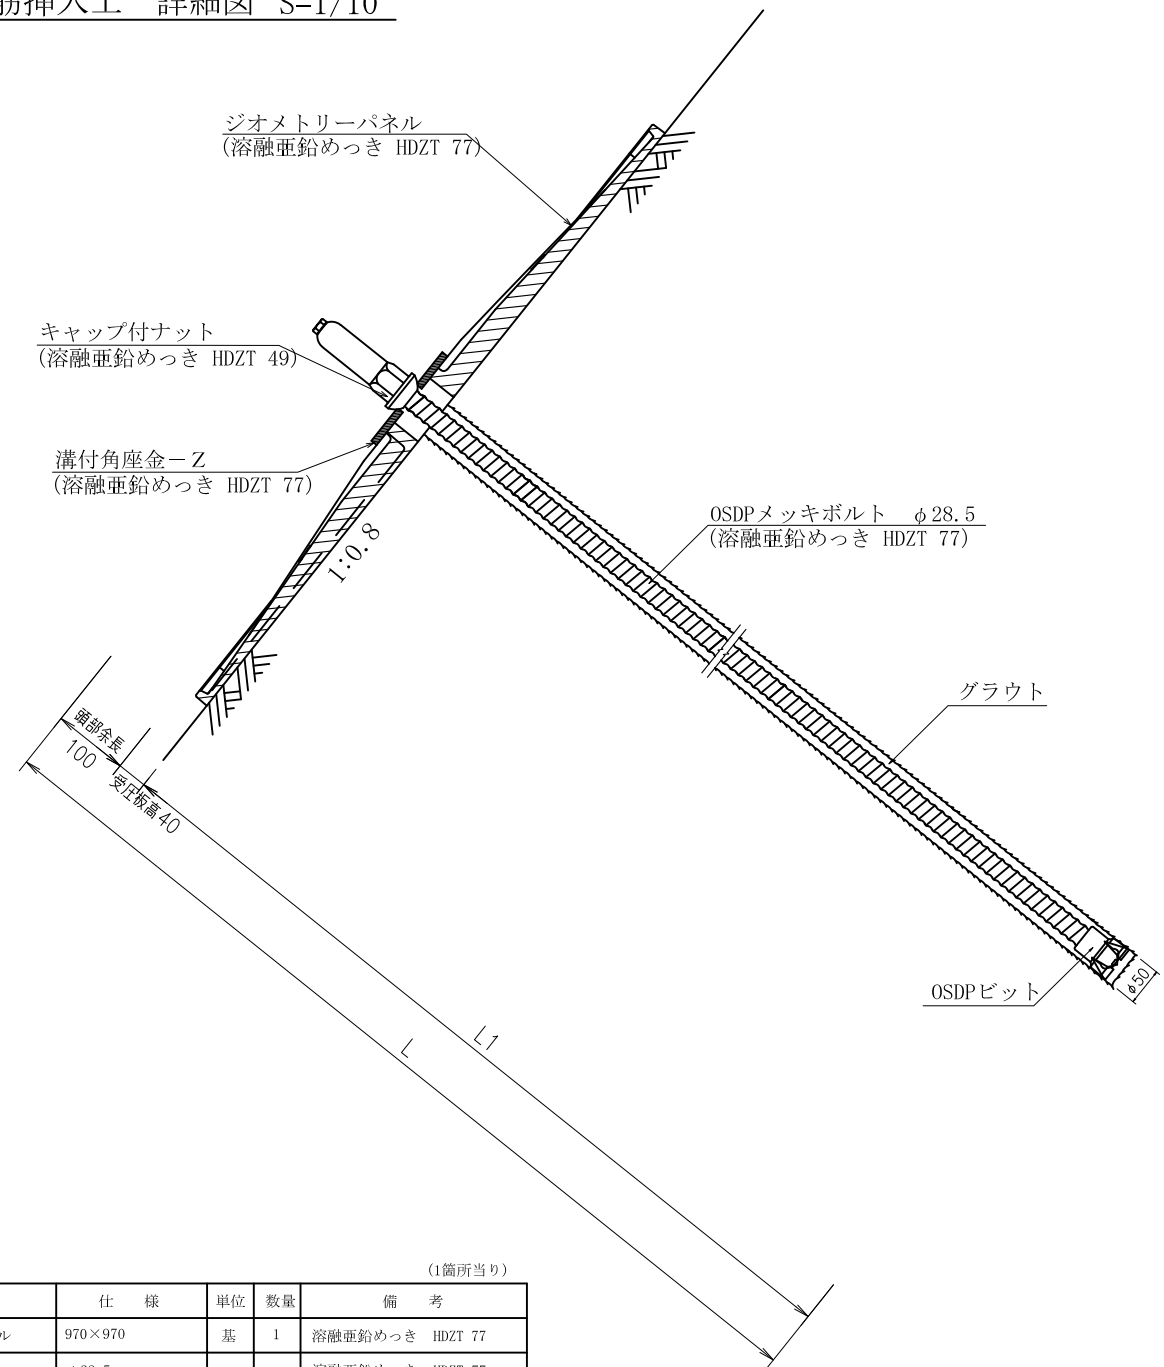 筋挿入工　詳細図 S-1/10
ジオメトリーパネル
(溶融亜鉛めっき HDZT 77)
キャップ付ナット
(溶融亜鉛めっき HDZT 49)
溝付角座金－Z
(溶融亜鉛めっき HDZT 77)
1:0.8
OSDPメッキボルト　φ28.5
(溶融亜鉛めっき HDZT 77)
グラウト
頭部余長
100
受圧板高40
OSDPビット
φ50
L1
L
(1箇所当り)
仕　様　単位　数量　備　考
ル　970×970　基　1　溶融亜鉛めっき HDZT 77